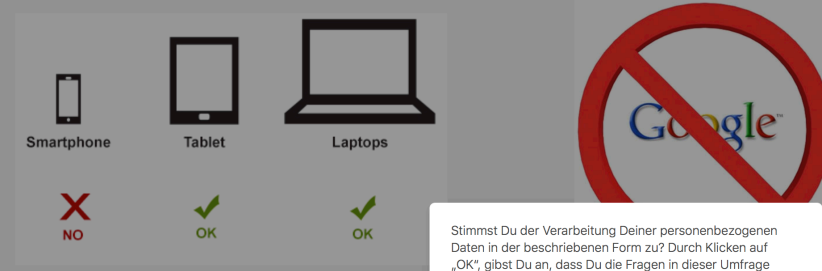 Google™
Smartphone
Tablet
Laptops
NO
OK
OK
Stimmst Du der Verarbeitung Deiner personenbezogenen
Daten in der beschriebenen Form zu? Durch Klicken auf
„OK“, gibst Du an, dass Du die Fragen in dieser Umfrage